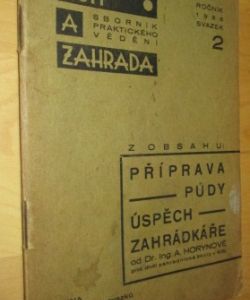 A
SBORNÍK
PRAKTICKÉHO
VĚDĚNÍ
ZAHRADA
ROČNÍK
SVAZEK
2
Z OBSAHU:
PŘÍPRAVA
PŮDY
ÚSPĚCH
ZAHRÁDKÁŘE
od Dr. Ing. A. HORYNOVÉ